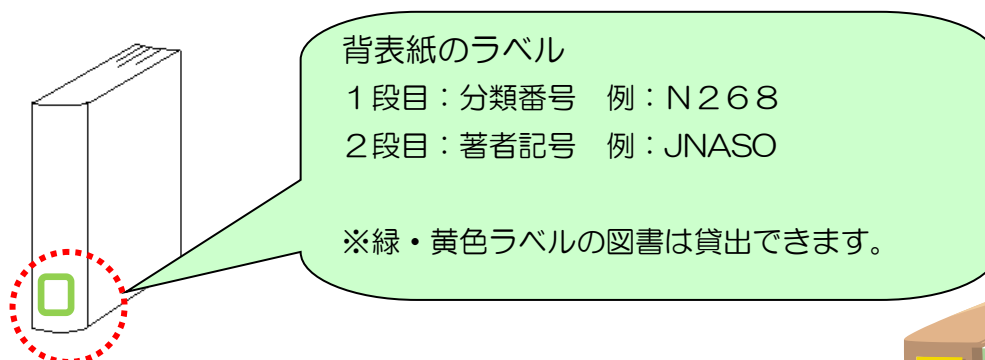 背表紙のラベル
１段目：分類番号　例：Ｎ２６８
２段目：著者記号　例：JNASO
※緑・黄色ラベルの図書は貸出できます。